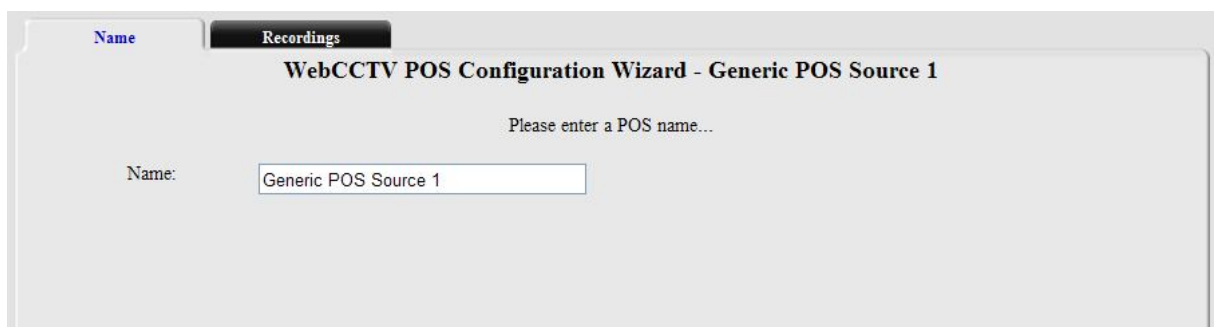 Name
Recordings
WebCCTV POS Configuration Wizard - Generic POS Source 1
Please enter a POS name...
Name:
Generic POS Source 1